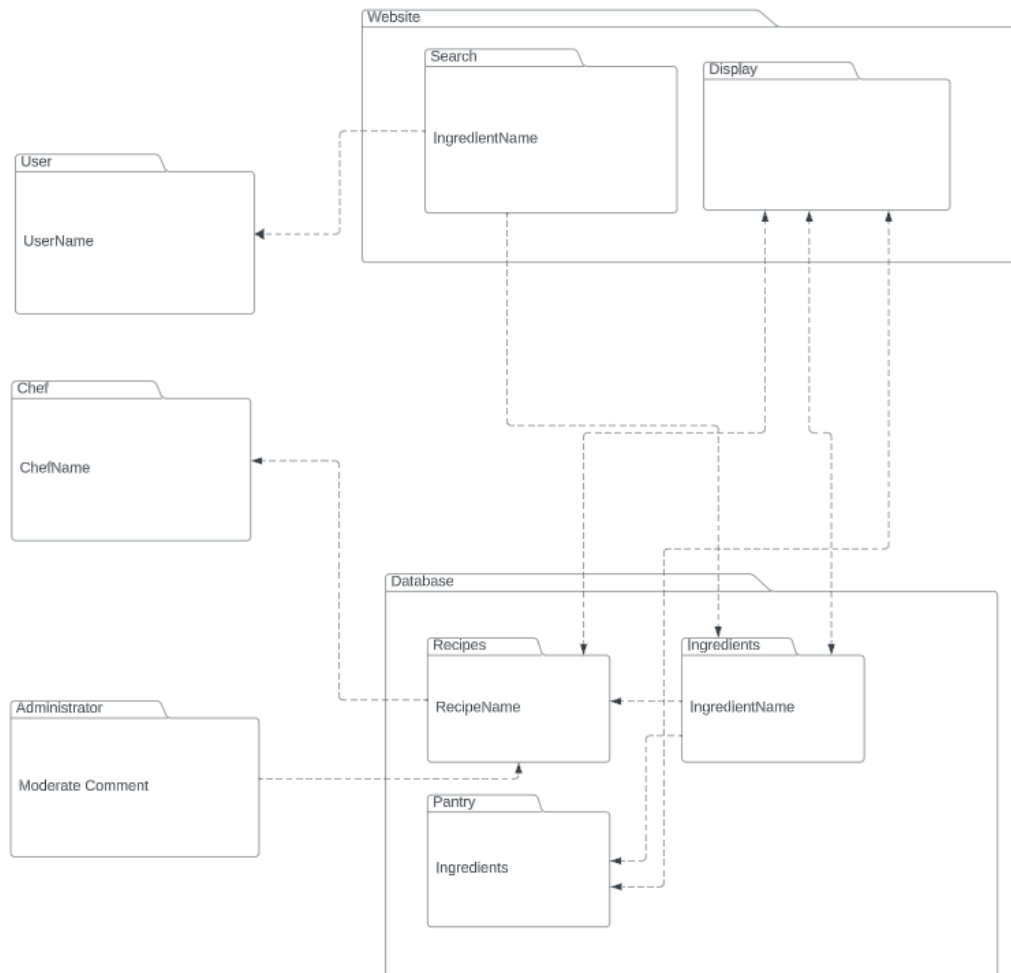 Website
Search
Display
IngredientName
User
UserName
Chef
ChefName
Database
Recipes
Ingredients
RecipeName
IngredientName
Administrator
Moderate Comment
Pantry
Ingredients